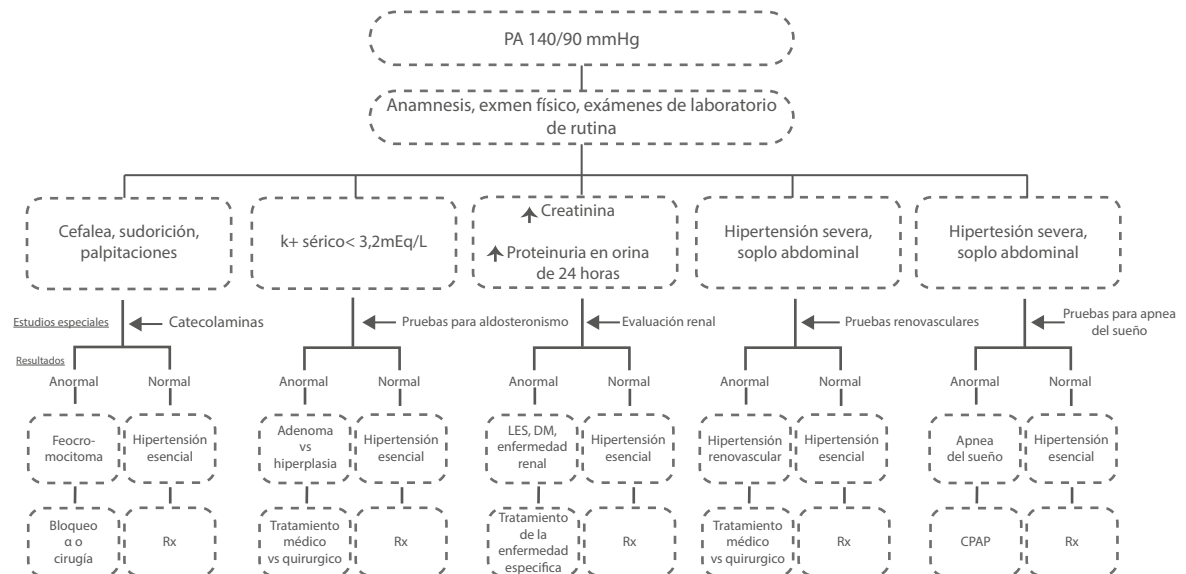 PA 140/90 mmHg
Anamnesis, exmen físico, exámenes de laboratorio
de rutina
Cefalea, sudorición,
palpitaciones
k+ sérico< 3,2mEq/L
Creatinina
Proteinuria en orina
de 24 horas
Hipertensión severa,
soplo abdominal
Hipertesión severa,
soplo abdominal
Estudios especiales
Catecolaminas
Pruebas para aldosteronismo
Evaluación renal
Pruebas renovasculares
Pruebas para apnea
del sueño
Resultados
Anormal
Normal
Anormal
Normal
Anormal
Normal
Anormal
Normal
Anormal
Normal
Feocro-
mocitoma
Hipertensión
esencial
Adenoma
vs
hiperplasia
Hipertensión
esencial
LES, DM,
enfermedad
renal
Hipertensión
esencial
Hipertensión
renovascular
Hipertensión
esencial
Apnea
del sueño
Hipertensión
esencial
Bloqueo
α o
cirugía
Rx
Tratamiento
médico
vs quirurgico
Rx
Tratamiento
de la
enfermedad
especifica
Rx
Tratamiento
médico
vs quirurgico
Rx
CPAP
Rx